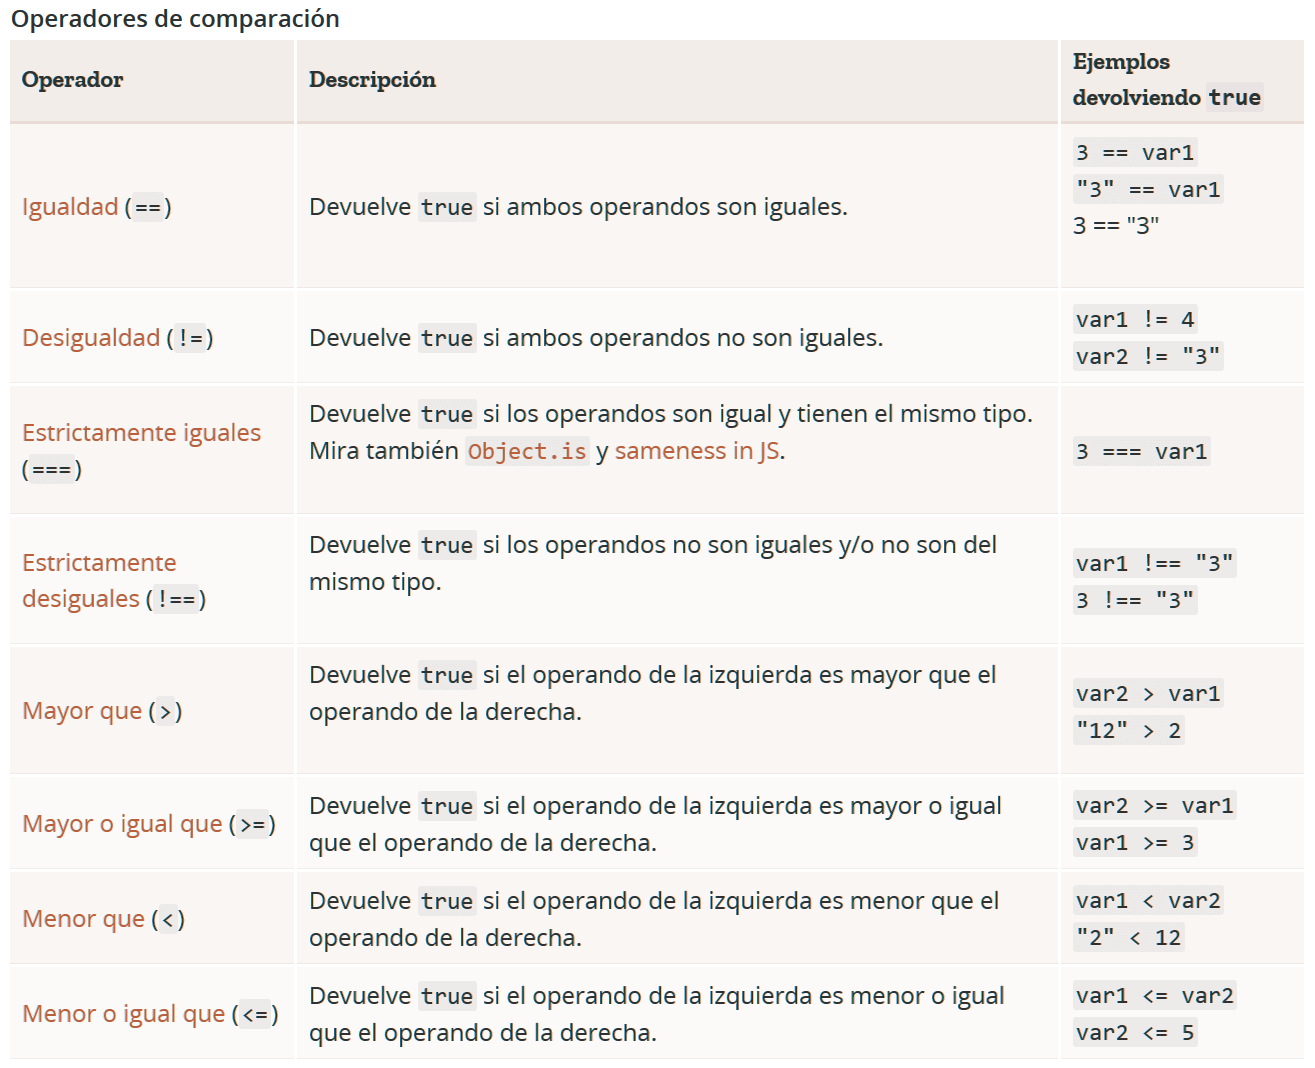 Operadores de comparación
Operador
Descripción
Ejemplos
devolviendo true
Igualdad (==)
Devuelve true si ambos operandos son iguales.
3 == var1
"3" == var1
3 == "3"
Desigualdad (!=)
Devuelve true si ambos operandos no son iguales.
var1 != 4
var2 != "3"
Estrictamente iguales
(===)
Devuelve true si los operandos son igual y tienen el mismo tipo.
Mira también Object.is y sameness in JS.
3 === var1
Estrictamente
desiguales (!==)
Devuelve true si los operandos no son iguales y/o no son del
mismo tipo.
var1 !== "3"
3 !== "3"
Mayor que (>)
Devuelve true si el operando de la izquierda es mayor que el
operando de la derecha.
var2 > var1
"12" > 2
Mayor o igual que (>=)
Devuelve true si el operando de la izquierda es mayor o igual
que el operando de la derecha.
var2 >= var1
var1 >= 3
Menor que (<)
Devuelve true si el operando de la izquierda es menor que el
operando de la derecha.
var1 < var2
"2" < 12
Menor o igual que (<=)
Devuelve true si el operando de la izquierda es menor o igual
que el operando de la derecha.
var1 <= var2
var2 <= 5